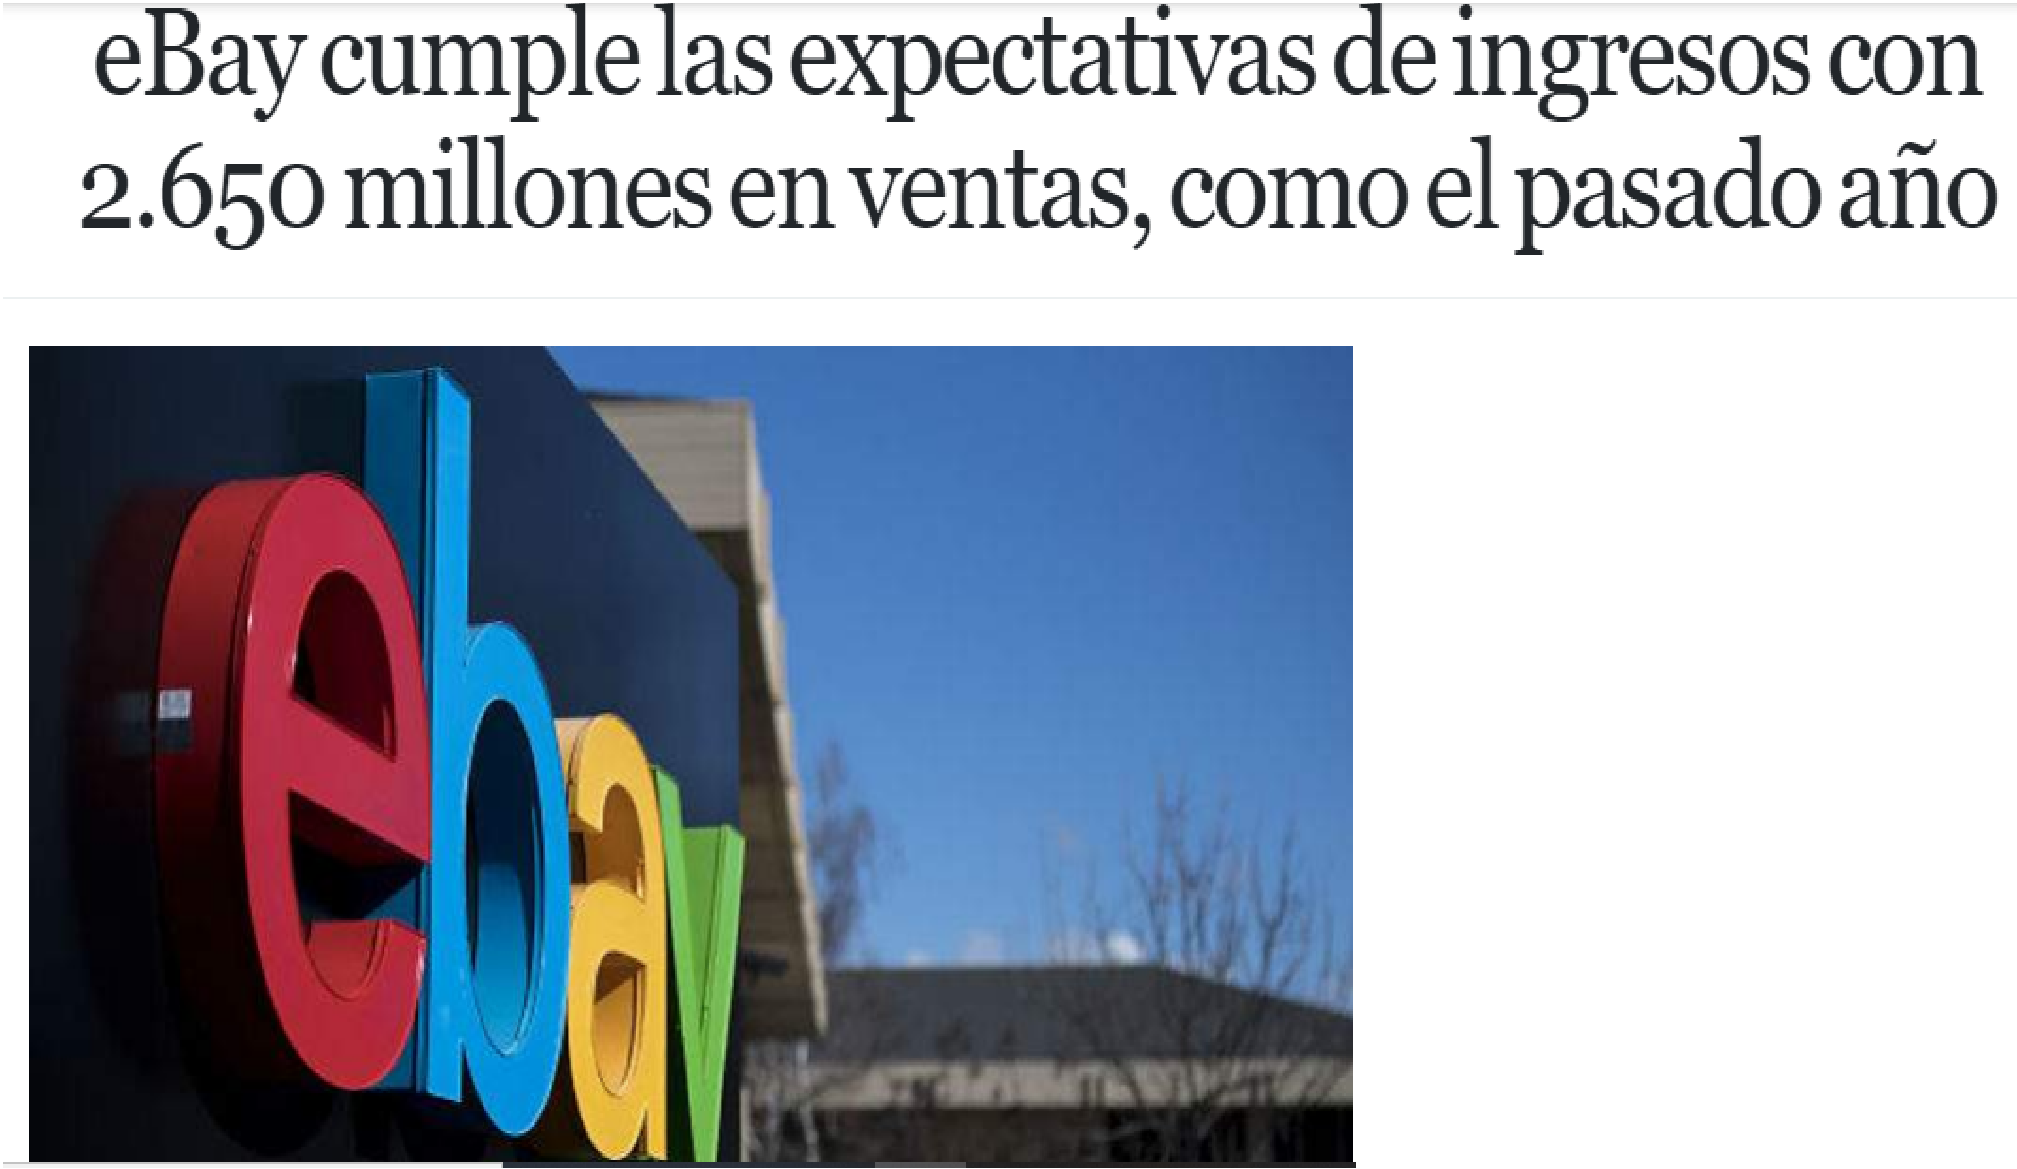 eBay cumple las expectativas de ingresos con
2.650 millones en ventas, como el pasado año
ebay